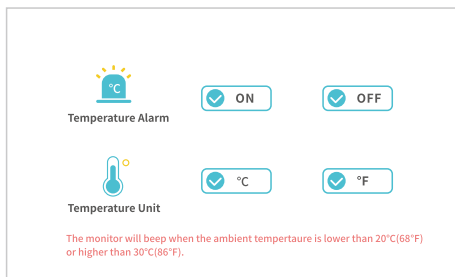 °C
ON
OFF
Temperature Alarm
°C
°F
Temperature Unit
The monitor will beep when the ambient tempertaure is lower than 20°C(68°F)
or higher than 30°C(86°F).